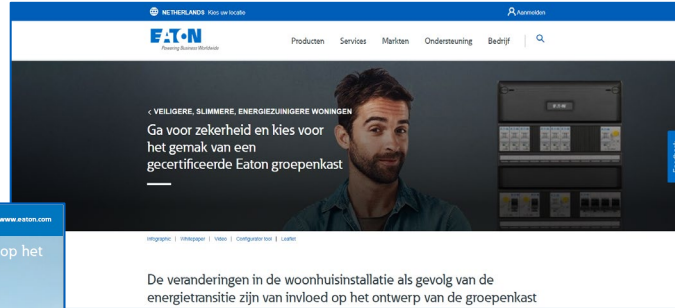 NETHERLANDS Kies uw locatie
Aanmelden
EATON
Powering Business Worldwide
Producten Services Markten Ondersteuning Bedrijf
< VEILIGERE, SLIMMERE, ENERGIEZUINIGERE WONINGEN
Ga voor zekerheid en kies voor
het gemak van een
gecertificeerde Eaton groepenkast
www.eaton.com
op het
Infographic | Whitepaper | Video | Configurator tool | Leaflet
De veranderingen in de woonhuisinstallatie als gevolg van de
energietransitie zijn van invloed op het ontwerp van de groepenkast